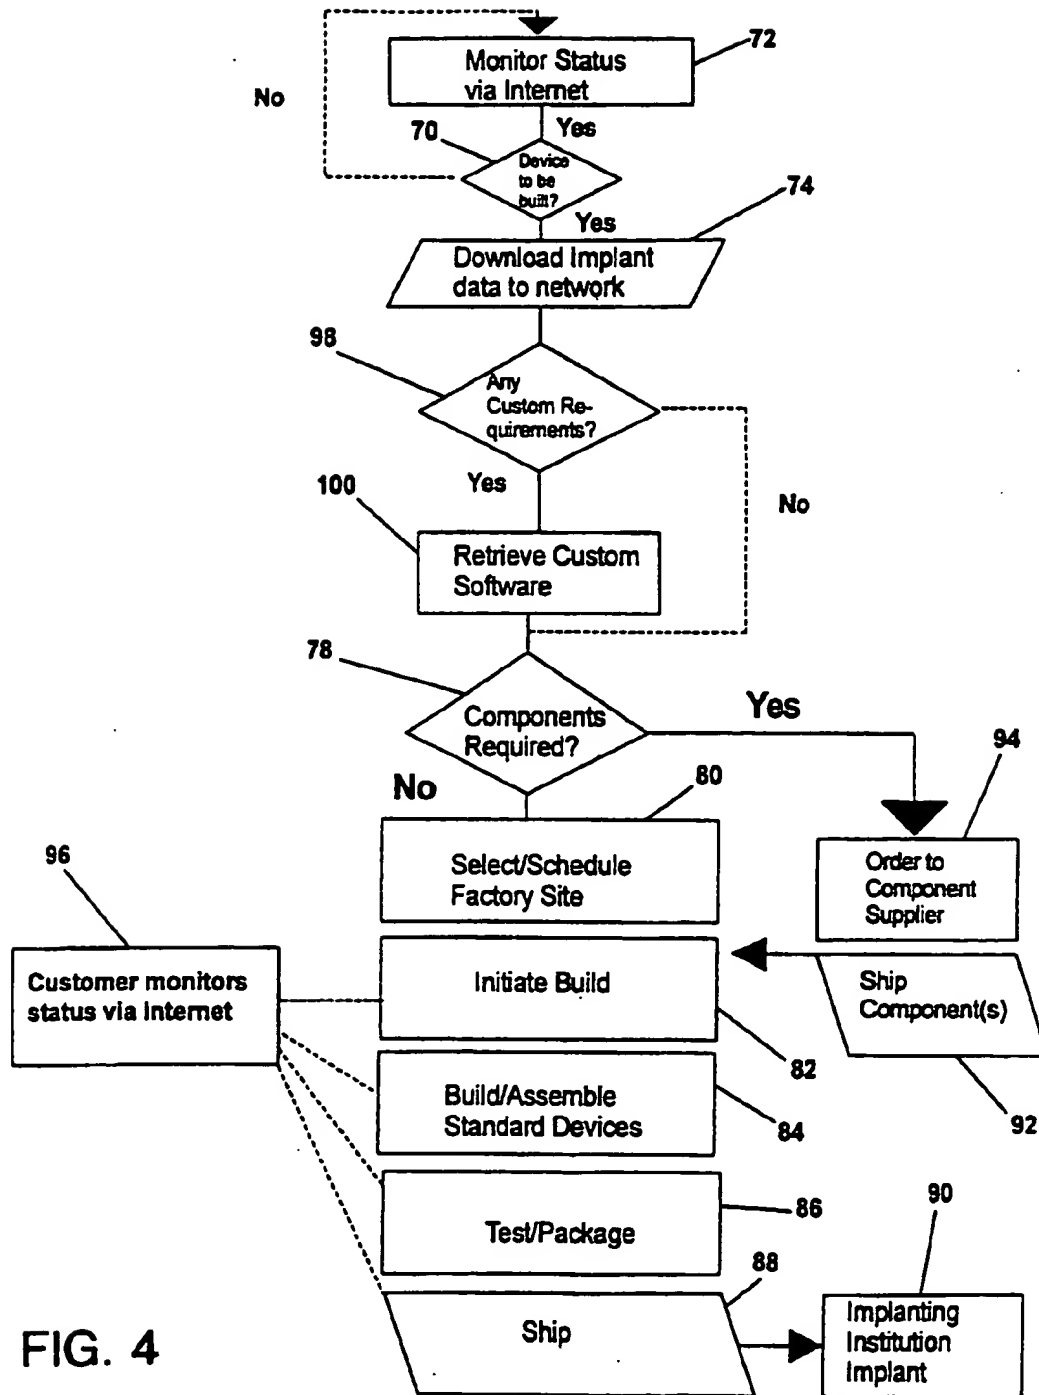 72
Monitor Status
via Internet
No
Yes
70
Device
to be
built?
74
Yes
Download Implant
data to network
98
Any
Custom Re-
quirements?
Yes
100
No
Retrieve Custom
Software
78
Components
Required?
Yes
94
No
80
Select/Schedule
Factory Site
Order to
Component
Supplier
96
Customer monitors
status via Internet
Initiate Build
Ship
Component(s)
82
Build/Assemble
Standard Devices
84
92
86
Test/Package
90
88
Ship
Implanting
Institution
Implant
FIG. 4